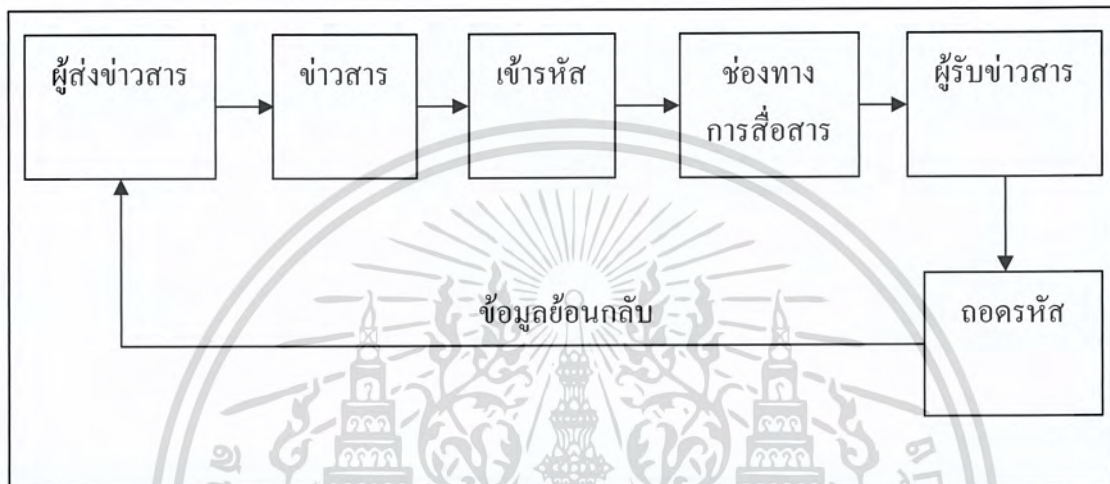 ผู้ส่งข่าวสาร
ข่าวสาร
เข้ารหัส
ช่องทาง
การสื่อสาร
ผู้รับข่าวสาร
ถอดรหัส
ข้อมูลย้อนกลับ